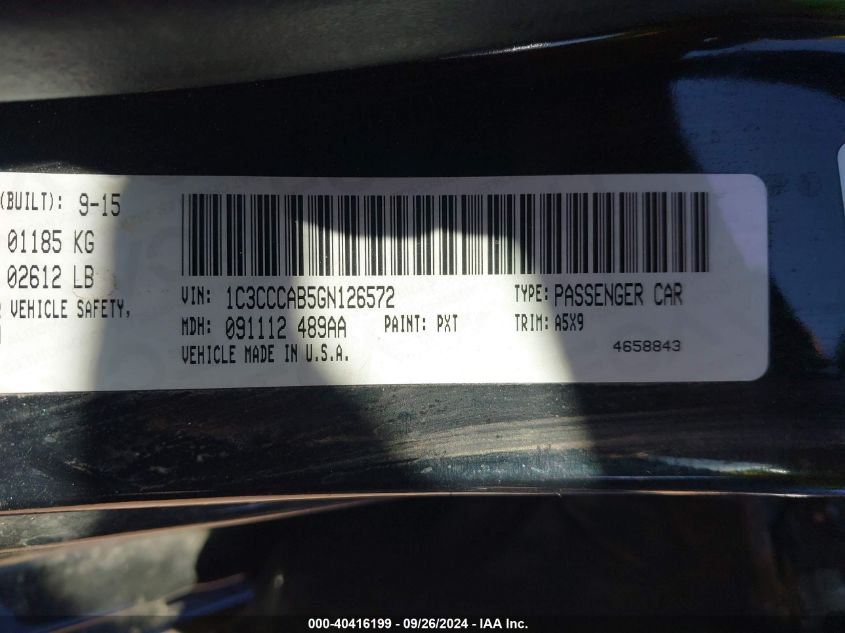 (BUILT): 9-15
01185 KG
02612 LB
VEHICLE SAFETY,
VIN: 1C3CCCAB5GN126572 TYPE: PASSENGER CAR
MDH: 091112 489AA PAINT: PXT TRIM: A5X9
VEHICLE MADE IN U.S.A. 4658843
000-40416199 - 09/26/2024 - IAA Inc.